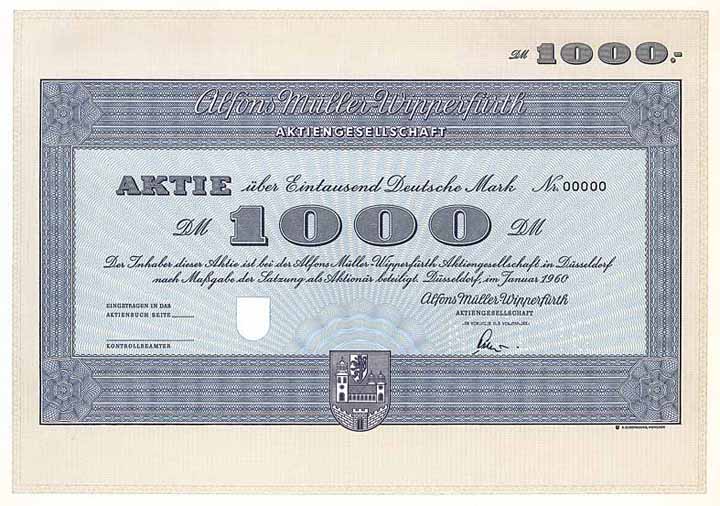 DM 1000.-
Alfons Müller-Wipperfürth
AKTIENGESELLSCHAFT
AKTIE über Eintausend Deutsche Mark Nr. 00000
DM 1000 DM
Der Inhaber dieser Aktie ist bei der Alfons Müller-Wipperfürth Aktiengesellschaft in Düsseldorf
nach Maßgabe der Satzung als Aktionär beteiligt. Düsseldorf, im Januar 1960
EINGETRAGEN IN DAS
AKTIENBUCH SEITE
KONTROLLBEAMTER
Alfons Müller-Wipperfürth
AKTIENGESELLSCHAFT